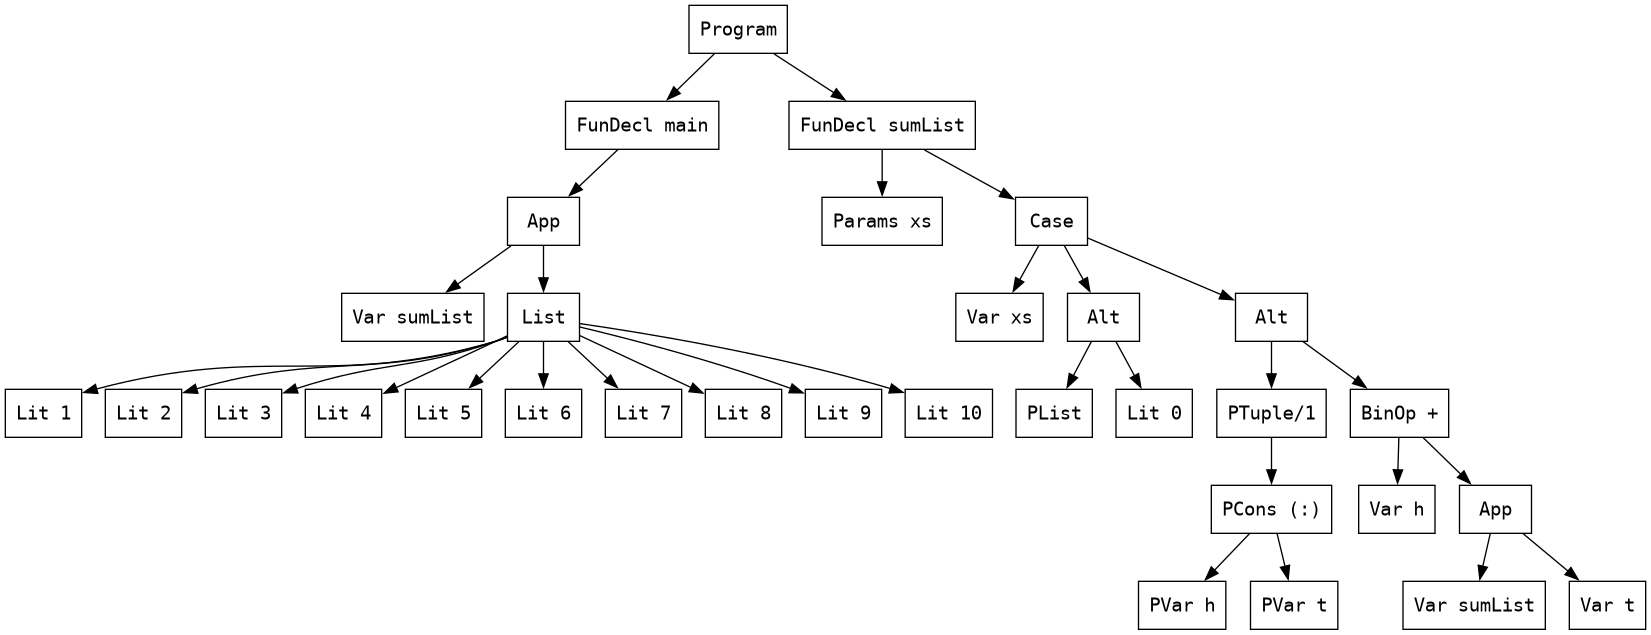 Program
FunDecl main
FunDecl sumList
App
Params xs
Case
Var sumList
List
Var xs
Alt
Alt
Lit 1
Lit 2
Lit 3
Lit 4
Lit 5
Lit 6
Lit 7
Lit 8
Lit 9
Lit 10
PList
Lit 0
PTuple/1
BinOp +
PCons (:)
Var h
App
PVar h
PVar t
Var sumList
Var t